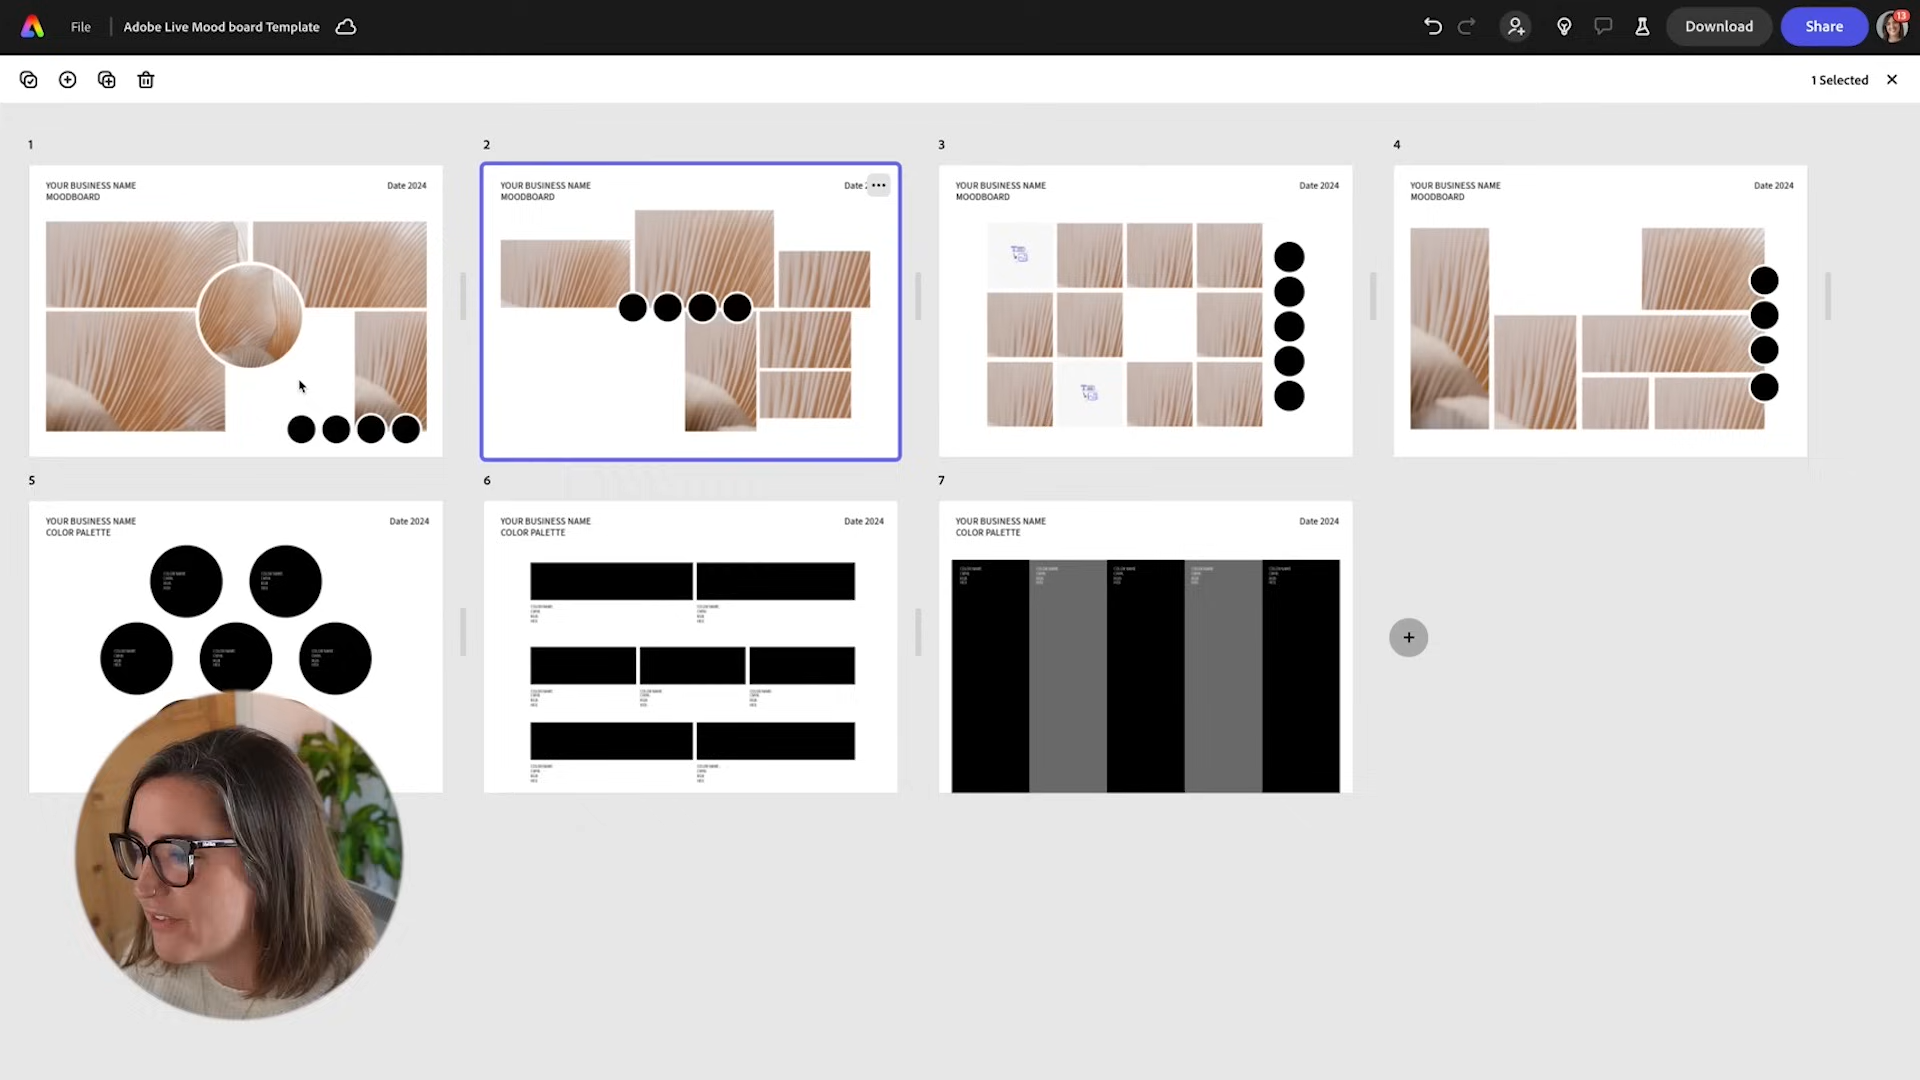 File
Adobe Live Mood board Template
Download
Share
13
1 Selected
1
2
3
4
YOUR BUSINESS NAME
MOODBOARD
Date 2024
YOUR BUSINESS NAME
MOODBOARD
Date
YOUR BUSINESS NAME
MOODBOARD
Date 2024
YOUR BUSINESS NAME
MOODBOARD
Date 2024
5
6
7
YOUR BUSINESS NAME
COLOR PALETTE
Date 2024
YOUR BUSINESS NAME
COLOR PALETTE
Date 2024
YOUR BUSINESS NAME
COLOR PALETTE
Date 2024